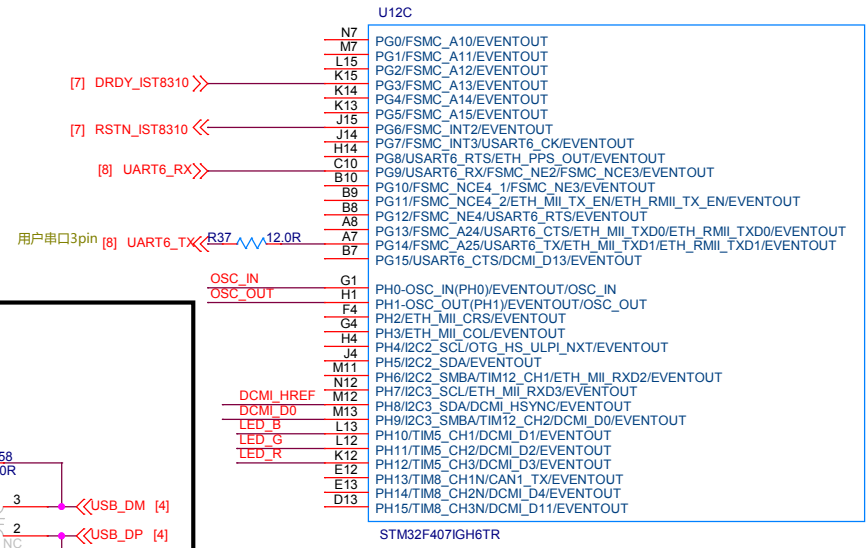 U12C
N7 PG0/FSMC_A10/EVENTOUT
M7 PG1/FSMC_A11/EVENTOUT
L15 PG2/FSMC_A12/EVENTOUT
[7] DRDY_IST8310 K15 PG3/FSMC_A13/EVENTOUT
K14 PG4/FSMC_A14/EVENTOUT
K13 PG5/FSMC_A15/EVENTOUT
[7] RSTN_IST8310 J15 PG6/FSMC_INT2/EVENTOUT
J14 PG7/FSMC_INT3/USART6_CK/EVENTOUT
H14 PG8/USART6_RTS/ETH_PPS_OUT/EVENTOUT
[8] UART6_RX C10 PG9/USART6_RX/FSMC_NE2/FSMC_NCE3/EVENTOUT
B10 PG10/FSMC_NCE4_1/FSMC_NE3/EVENTOUT
B9 PG11/FSMC_NCE4_2/ETH_MII_TX_EN/ETH_RMII_TX_EN/EVENTOUT
B8 PG12/FSMC_NE4/USART6_RTS/EVENTOUT
A8 PG13/FSMC_A24/USART6_CTS/ETH_MII_TXD0/ETH_RMII_TXD0/EVENTOUT
用户串口3pin [8] UART6_TX R37 12.0R A7 PG14/FSMC_A25/USART6_TX/ETH_MII_TXD1/ETH_RMII_TXD1/EVENTOUT
B7 PG15/USART6_CTS/DCMI_D13/EVENTOUT
OSC_IN G1 PH0-OSC_IN(PH0)/EVENTOUT/OSC_IN
OSC_OUT H1 PH1-OSC_OUT(PH1)/EVENTOUT/OSC_OUT
F4 PH2/ETH_MII_CRS/EVENTOUT
G4 PH3/ETH_MII_COL/EVENTOUT
H4 PH4/I2C2_SCL/OTG_HS_ULPI_NXT/EVENTOUT
J4 PH5/I2C2_SDA/EVENTOUT
M11 PH6/I2C2_SMBA/TIM12_CH1/ETH_MII_RXD2/EVENTOUT
N12 PH7/I2C3_SCL/ETH_MII_RXD3/EVENTOUT
DCMI_HREF M12 PH8/I2C3_SDA/DCMI_HSYNC/EVENTOUT
DCMI_D0 M13 PH9/I2C3_SMBA/TIM12_CH2/DCMI_D0/EVENTOUT
LED_B L13 PH10/TIM5_CH1/DCMI_D1/EVENTOUT
LED_G L12 PH11/TIM5_CH2/DCMI_D2/EVENTOUT
LED_R K12 PH12/TIM5_CH3/DCMI_D3/EVENTOUT
E12 PH13/TIM8_CH1N/CAN1_TX/EVENTOUT
E13 PH14/TIM8_CH2N/DCMI_D4/EVENTOUT
D13 PH15/TIM8_CH3N/DCMI_D11/EVENTOUT
STM32F407IGH6TR
58
0R
3 USB_DM [4]
2 USB_DP [4]
NC